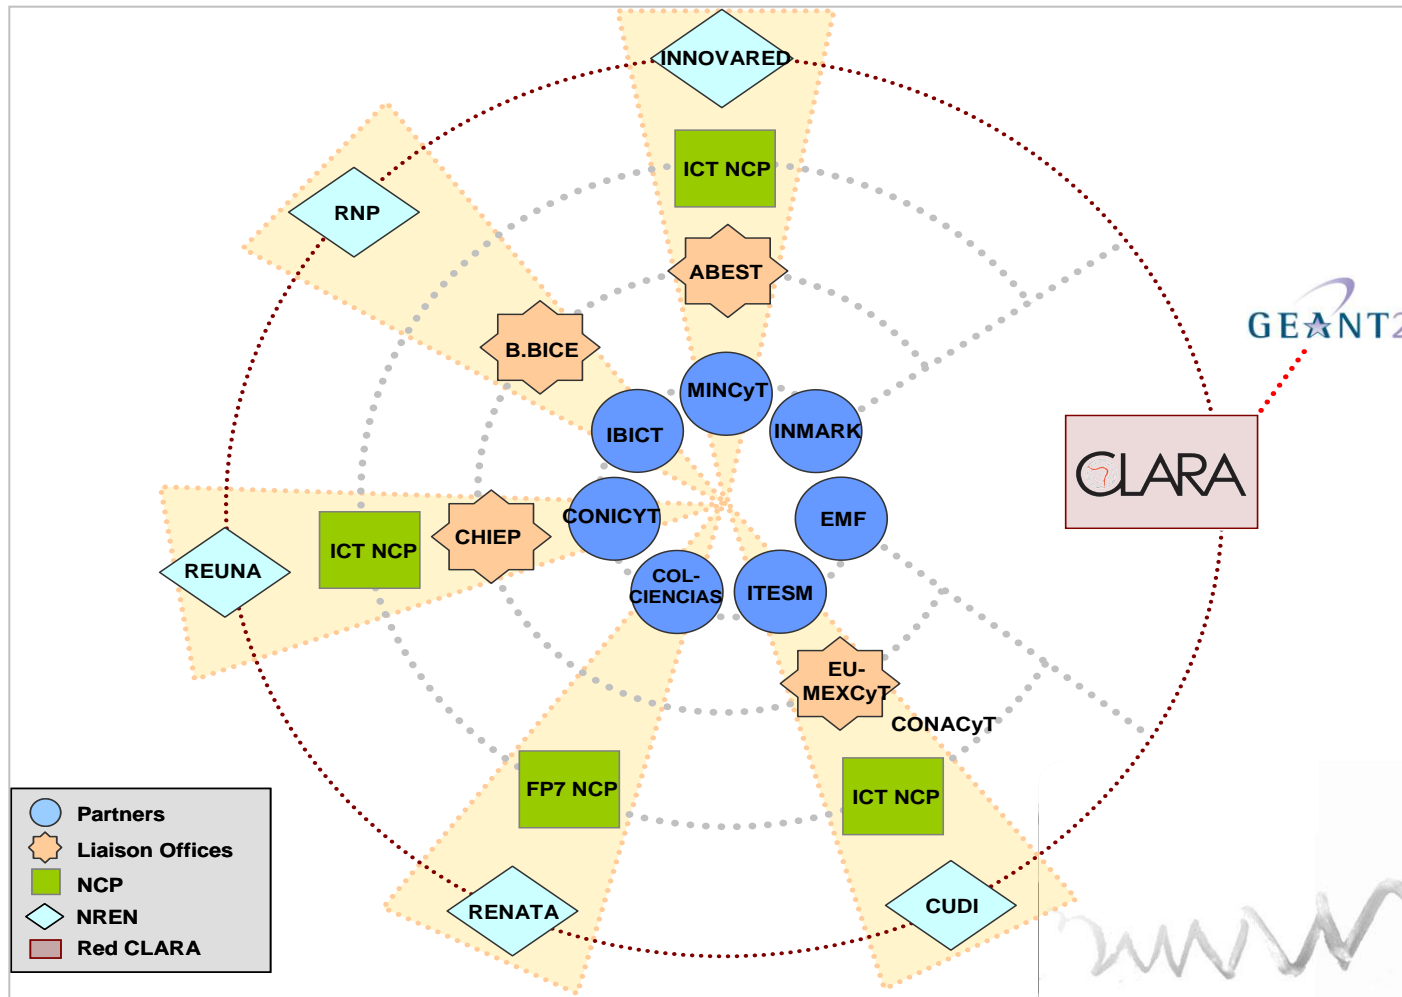 INNOVARED
ICT NCP
RNP
ABEST
GEANT2
B.BICE
MINCyT
IBICT
INMARK
CLARA
CONICYT
EMF
CHIEP
ICT NCP
REUNA
COL-
CIENCIAS
ITESM
EU-
MEXCyT
CONACyT
FP7 NCP
ICT NCP
RENATA
CUDI
Partners
Liaison Offices
NCP
NREN
Red CLARA